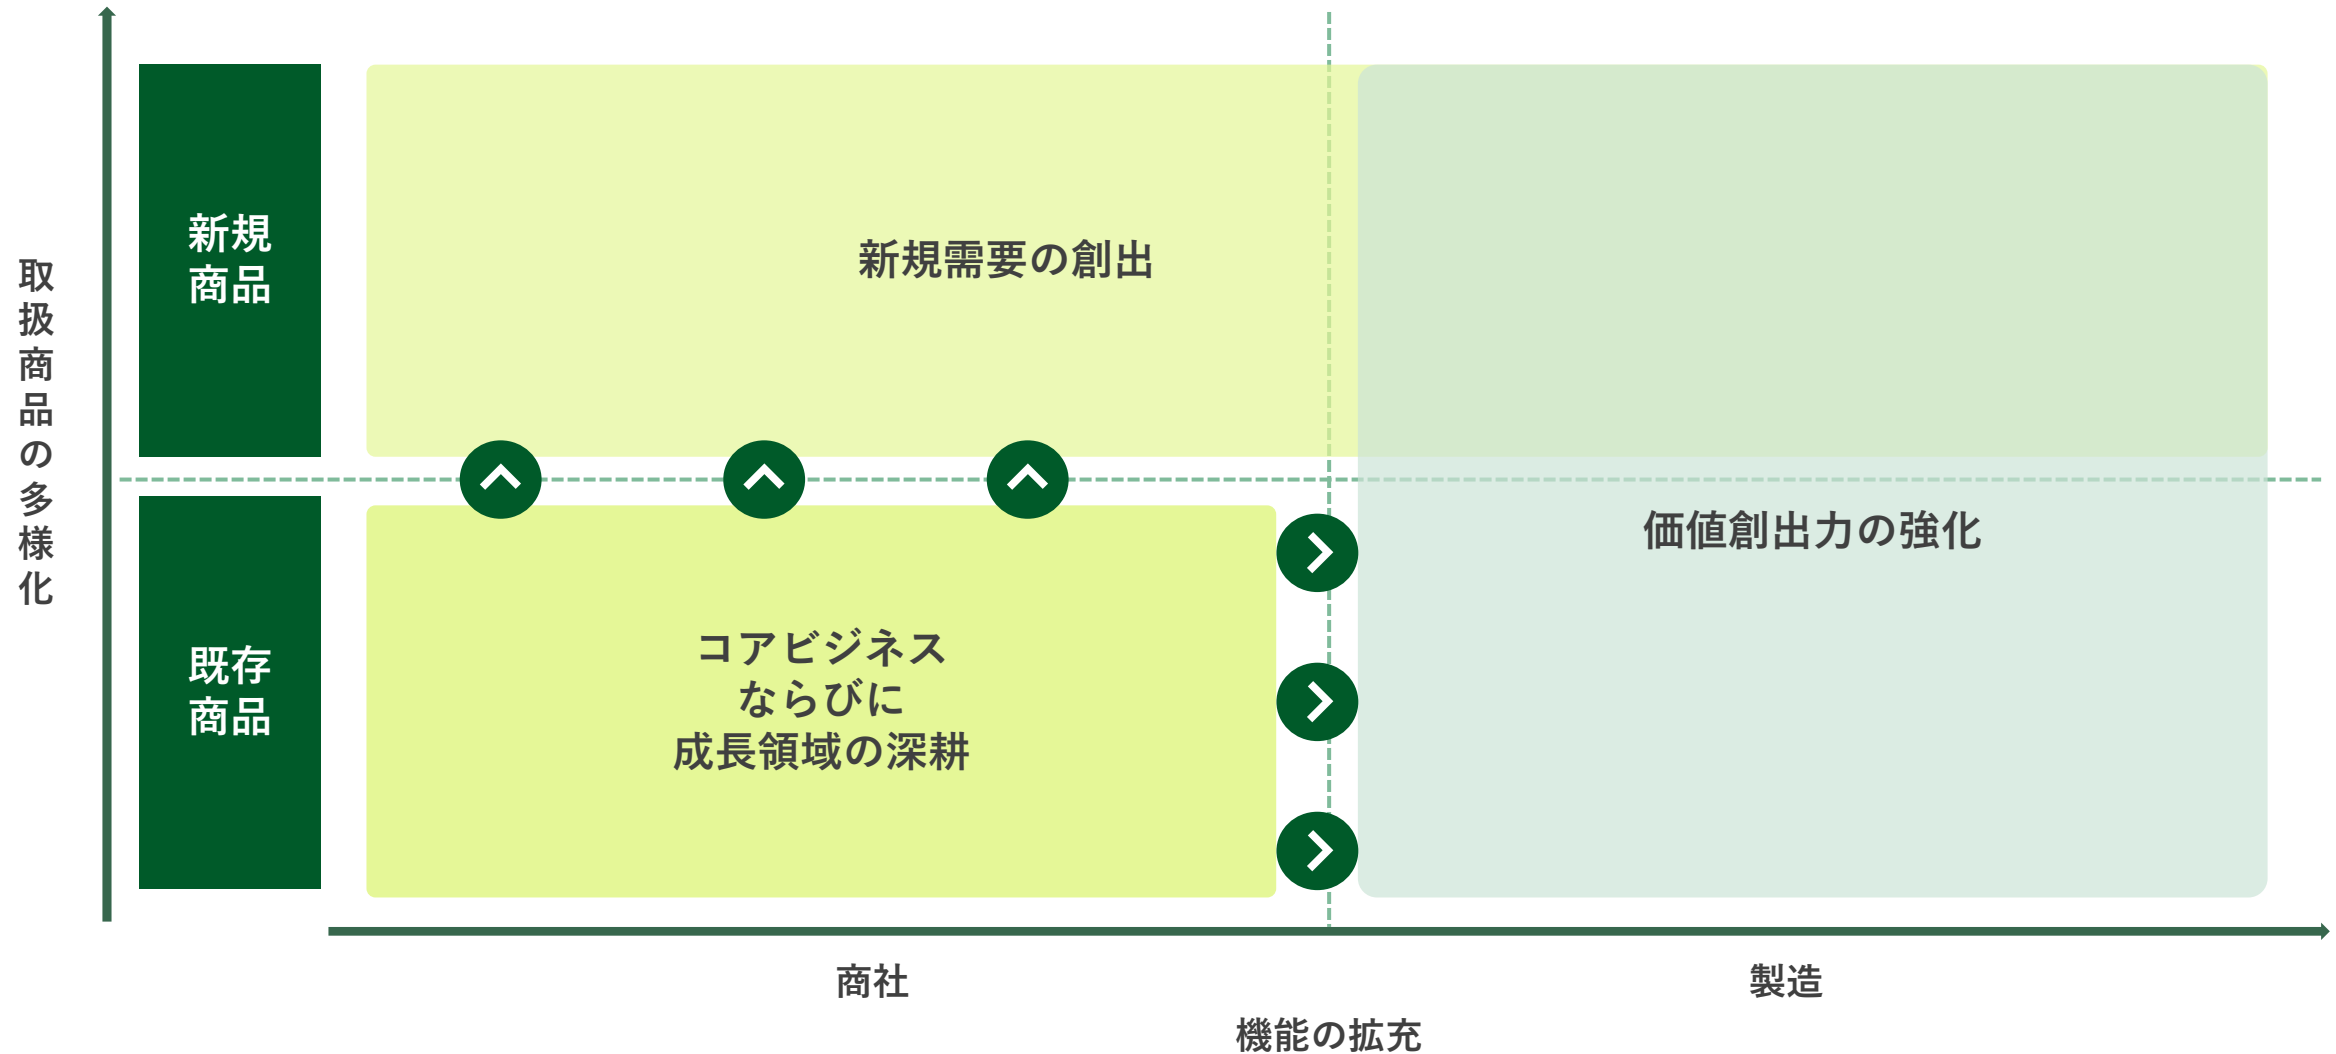 取扱商品の多様化
新規
商品
新規需要の創出
価値創出力の強化
既存
商品
コアビジネス
ならびに
成長領域の深耕
商社
製造
機能の拡充